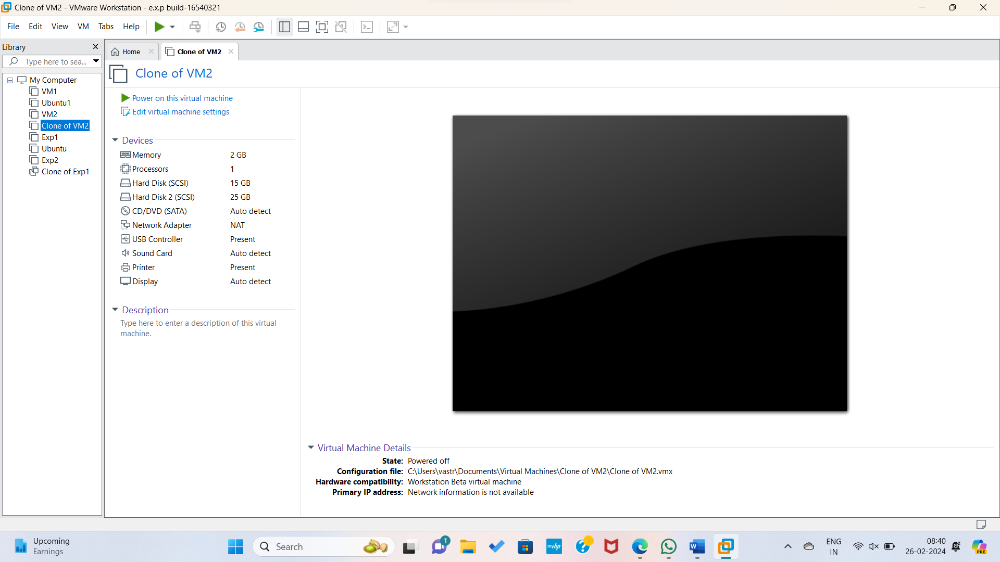 Clone of VM2 - VMware Workstation - e.x.p build-16540321
File Edit View VM Tabs Help
Library
Type here to sea...
My Computer
VM1
Ubuntu1
VM2
Clone of VM2
Exp1
Ubuntu
Exp2
Clone of Exp1
Home
Clone of VM2
Clone of VM2
Power on this virtual machine
Edit virtual machine settings
Devices
Memory 2 GB
Processors 1
Hard Disk (SCSI) 15 GB
Hard Disk 2 (SCSI) 25 GB
CD/DVD (SATA) Auto detect
Network Adapter NAT
USB Controller Present
Sound Card Auto detect
Printer Present
Display Auto detect
Description
Type here to enter a description of this virtual
machine.
Virtual Machine Details
State: Powered off
Configuration file: C:\Users\vastr\Documents\Virtual Machines\Clone of VM2\Clone of VM2.vmx
Hardware compatibility: Workstation Beta virtual machine
Primary IP address: Network information is not available
Upcoming
Earnings
Search
1
myhp
W
PRE
ENG
IN
08:40
26-02-2024